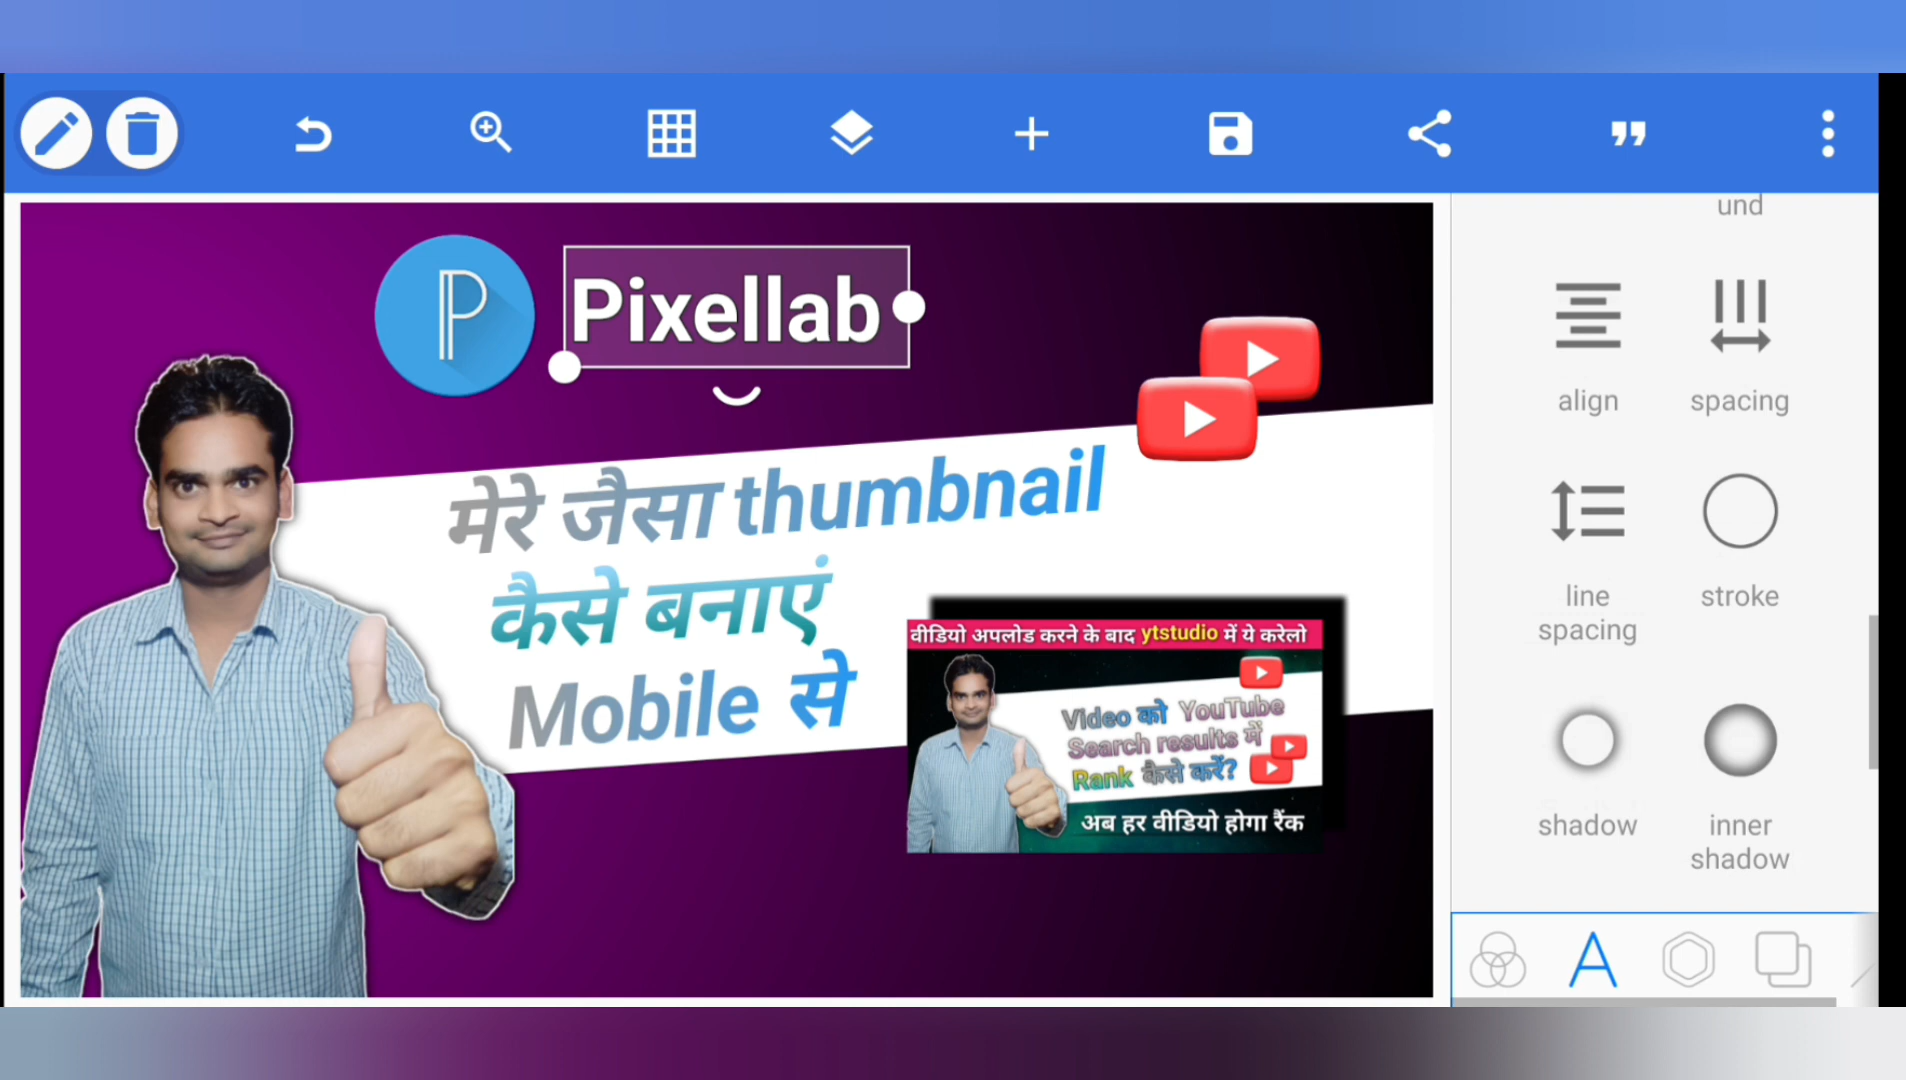 Pixellab
मेरे जैसा thumbnail
कैसे बनाएं
Mobile से
वीडियो अपलोड करने के बाद ytstudio में ये करेलो
Video को YouTube
Search results में
Rank कैसे करें?
अब हर वीडियो होगा रैंक
und
align
spacing
line
spacing
stroke
shadow
inner
shadow